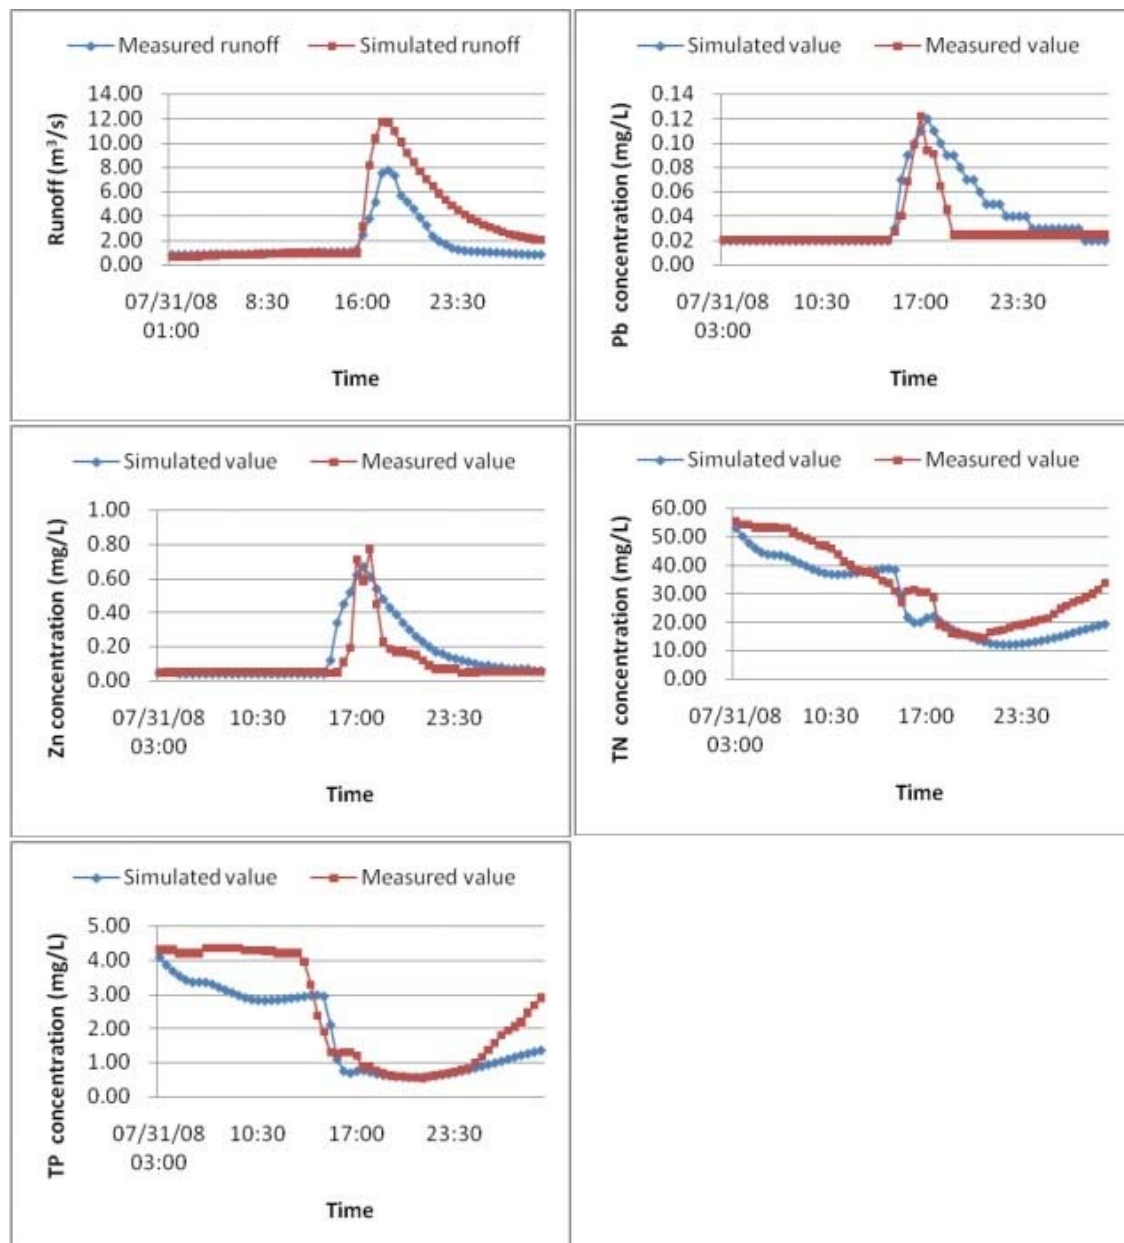 Measured runoff Simulated runoff
Runoff (m³/s)
14.00
12.00
10.00
8.00
6.00
4.00
2.00
0.00
07/31/08 8:30 16:00 23:30
01:00
Time
Simulated value Measured value
Pb concentration (mg/L)
0.14
0.12
0.10
0.08
0.06
0.04
0.02
0.00
07/31/08 10:30 17:00 23:30
03:00
Time
Simulated value Measured value
Zn concentration (mg/L)
1.00
0.80
0.60
0.40
0.20
0.00
07/31/08 10:30 17:00 23:30
03:00
Time
Simulated value Measured value
TN concentration (mg/L)
60.00
50.00
40.00
30.00
20.00
10.00
0.00
07/31/08 10:30 17:00 23:30
03:00
Time
Simulated value Measured value
TP concentration (mg/L)
5.00
4.00
3.00
2.00
1.00
0.00
07/31/08 10:30 17:00 23:30
03:00
Time